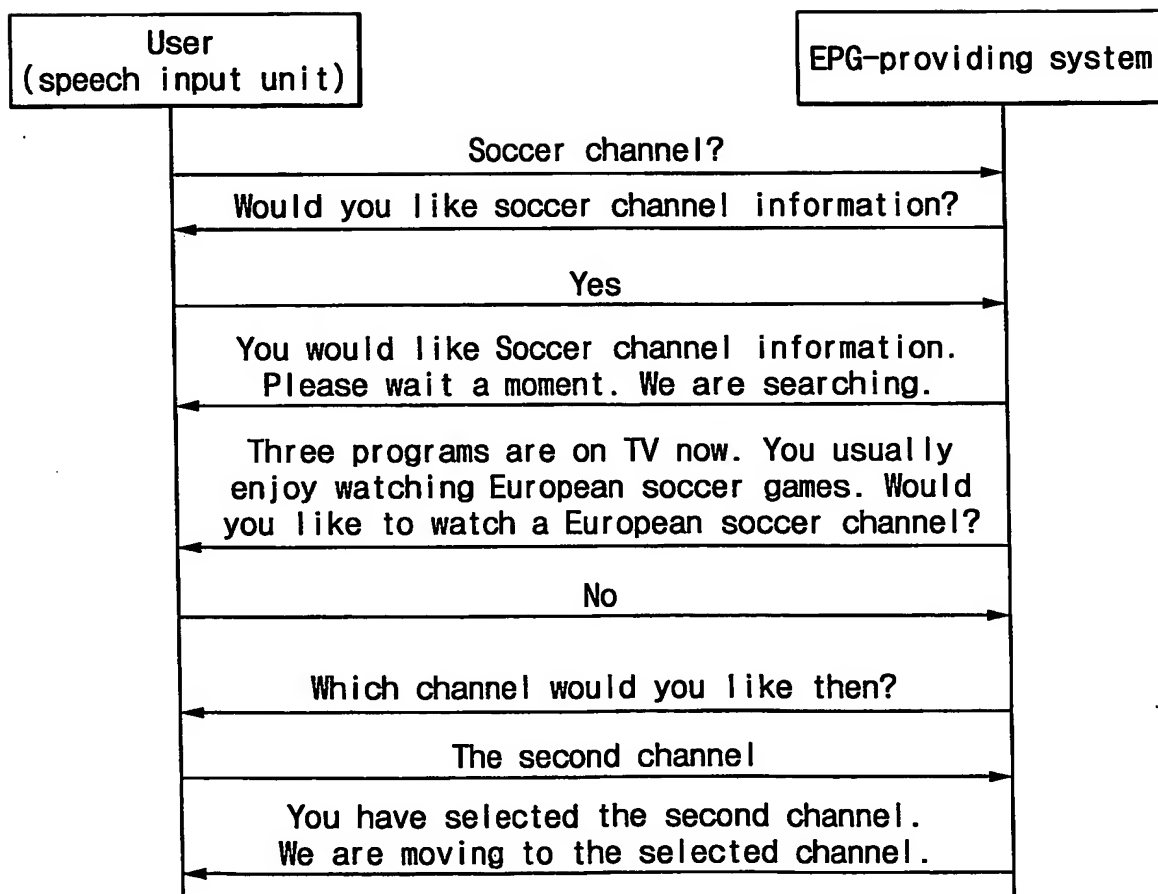 User
(speech input unit)
EPG-providing system
Soccer channel?
Would you like soccer channel information?
Yes
You would like Soccer channel information.
Please wait a moment. We are searching.
Three programs are on TV now. You usually
enjoy watching European soccer games. Would
you like to watch a European soccer channel?
No
Which channel would you like then?
The second channel
You have selected the second channel.
We are moving to the selected channel.